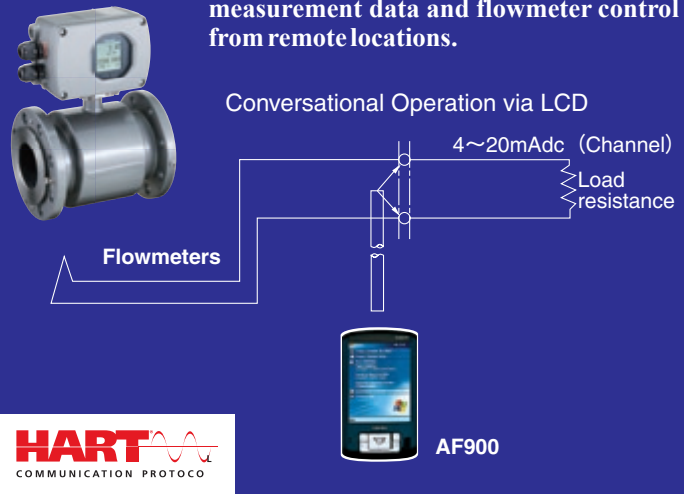 measurement data and flowmeter control
from remote locations.
Conversational Operation via LCD
4～20mAdc (Channel)
Load
resistance
Flowmeters
AF900
HART
COMMUNICATION PROTOCO